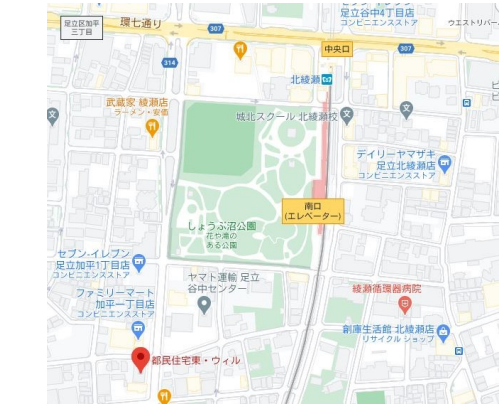 足立区加平
三丁目
環七通り
307
足立谷中4丁目店
コンビニエンスストア
ウエストリバー
中央口
307
314
北綾瀬
武蔵家 綾瀬店
ラーメン・安価
城北スクール 北綾瀬校
デイリーヤマザキ
足立北綾瀬店
コンビニエンスストア
南口
(エレベーター)
しょうぶ沼公園
花や滝の
ある公園
セブン-イレブン
足立加平1丁目店
コンビニエンスストア
ヤマト運輸 足立
谷中センター
綾瀬循環器病院
ファミリーマート
加平一丁目店
コンビニエンスストア
創庫生活館 北綾瀬店
リサイクル ショップ
都民住宅東・ウィル